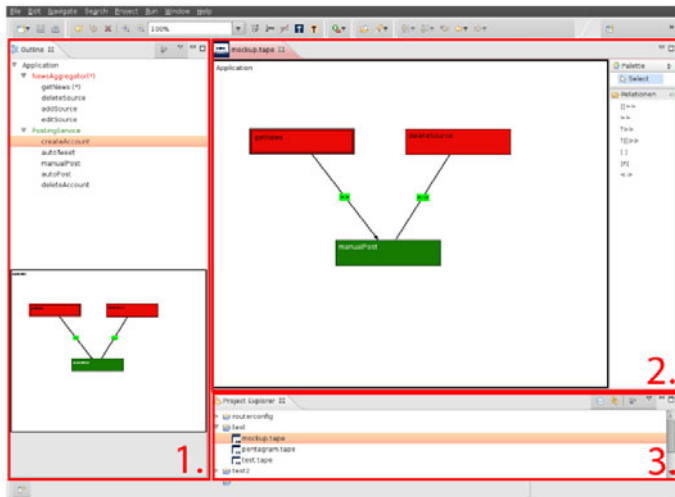 File Edit Navigate Search Project Run Window Help
100%
Outline
Application
NewsAggregator(*)
getNews (*)
deleteSource
addSource
editSource
PostingService
createAccount
autoTweet
manualPost
autoPost
deleteAccount
1.
mockup.tape
Application
getNews
deleteSource
manualPost
Palette
Select
Relationen
[]>>
>>
?>>
?[]>>
[ ]
2.
Project Explorer
routerconfig
test
mockup.tape
pentagram.tape
test.tape
test2
3.